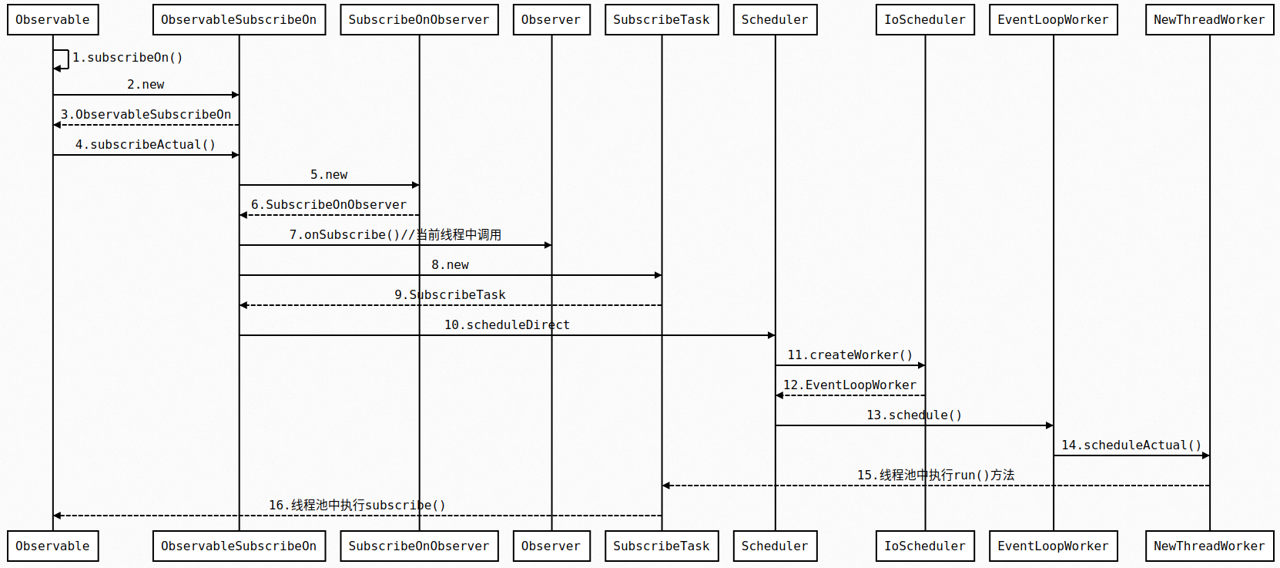 Observable ObservableSubscribeOn SubscribeOnObserver Observer SubscribeTask Scheduler IoScheduler EventLoopWorker NewThreadWorker
1.subscribeOn()
2.new
3.ObservableSubscribeOn
4.subscribeActual()
5.new
6.SubscribeOnObserver
7.onSubscribe()//当前线程中调用
8.new
9.SubscribeTask
10.scheduleDirect
11.createWorker()
12.EventLoopWorker
13.schedule()
14.scheduleActual()
15.线程池中执行run()方法
16.线程池中执行subscribe()
Observable ObservableSubscribeOn SubscribeOnObserver Observer SubscribeTask Scheduler IoScheduler EventLoopWorker NewThreadWorker